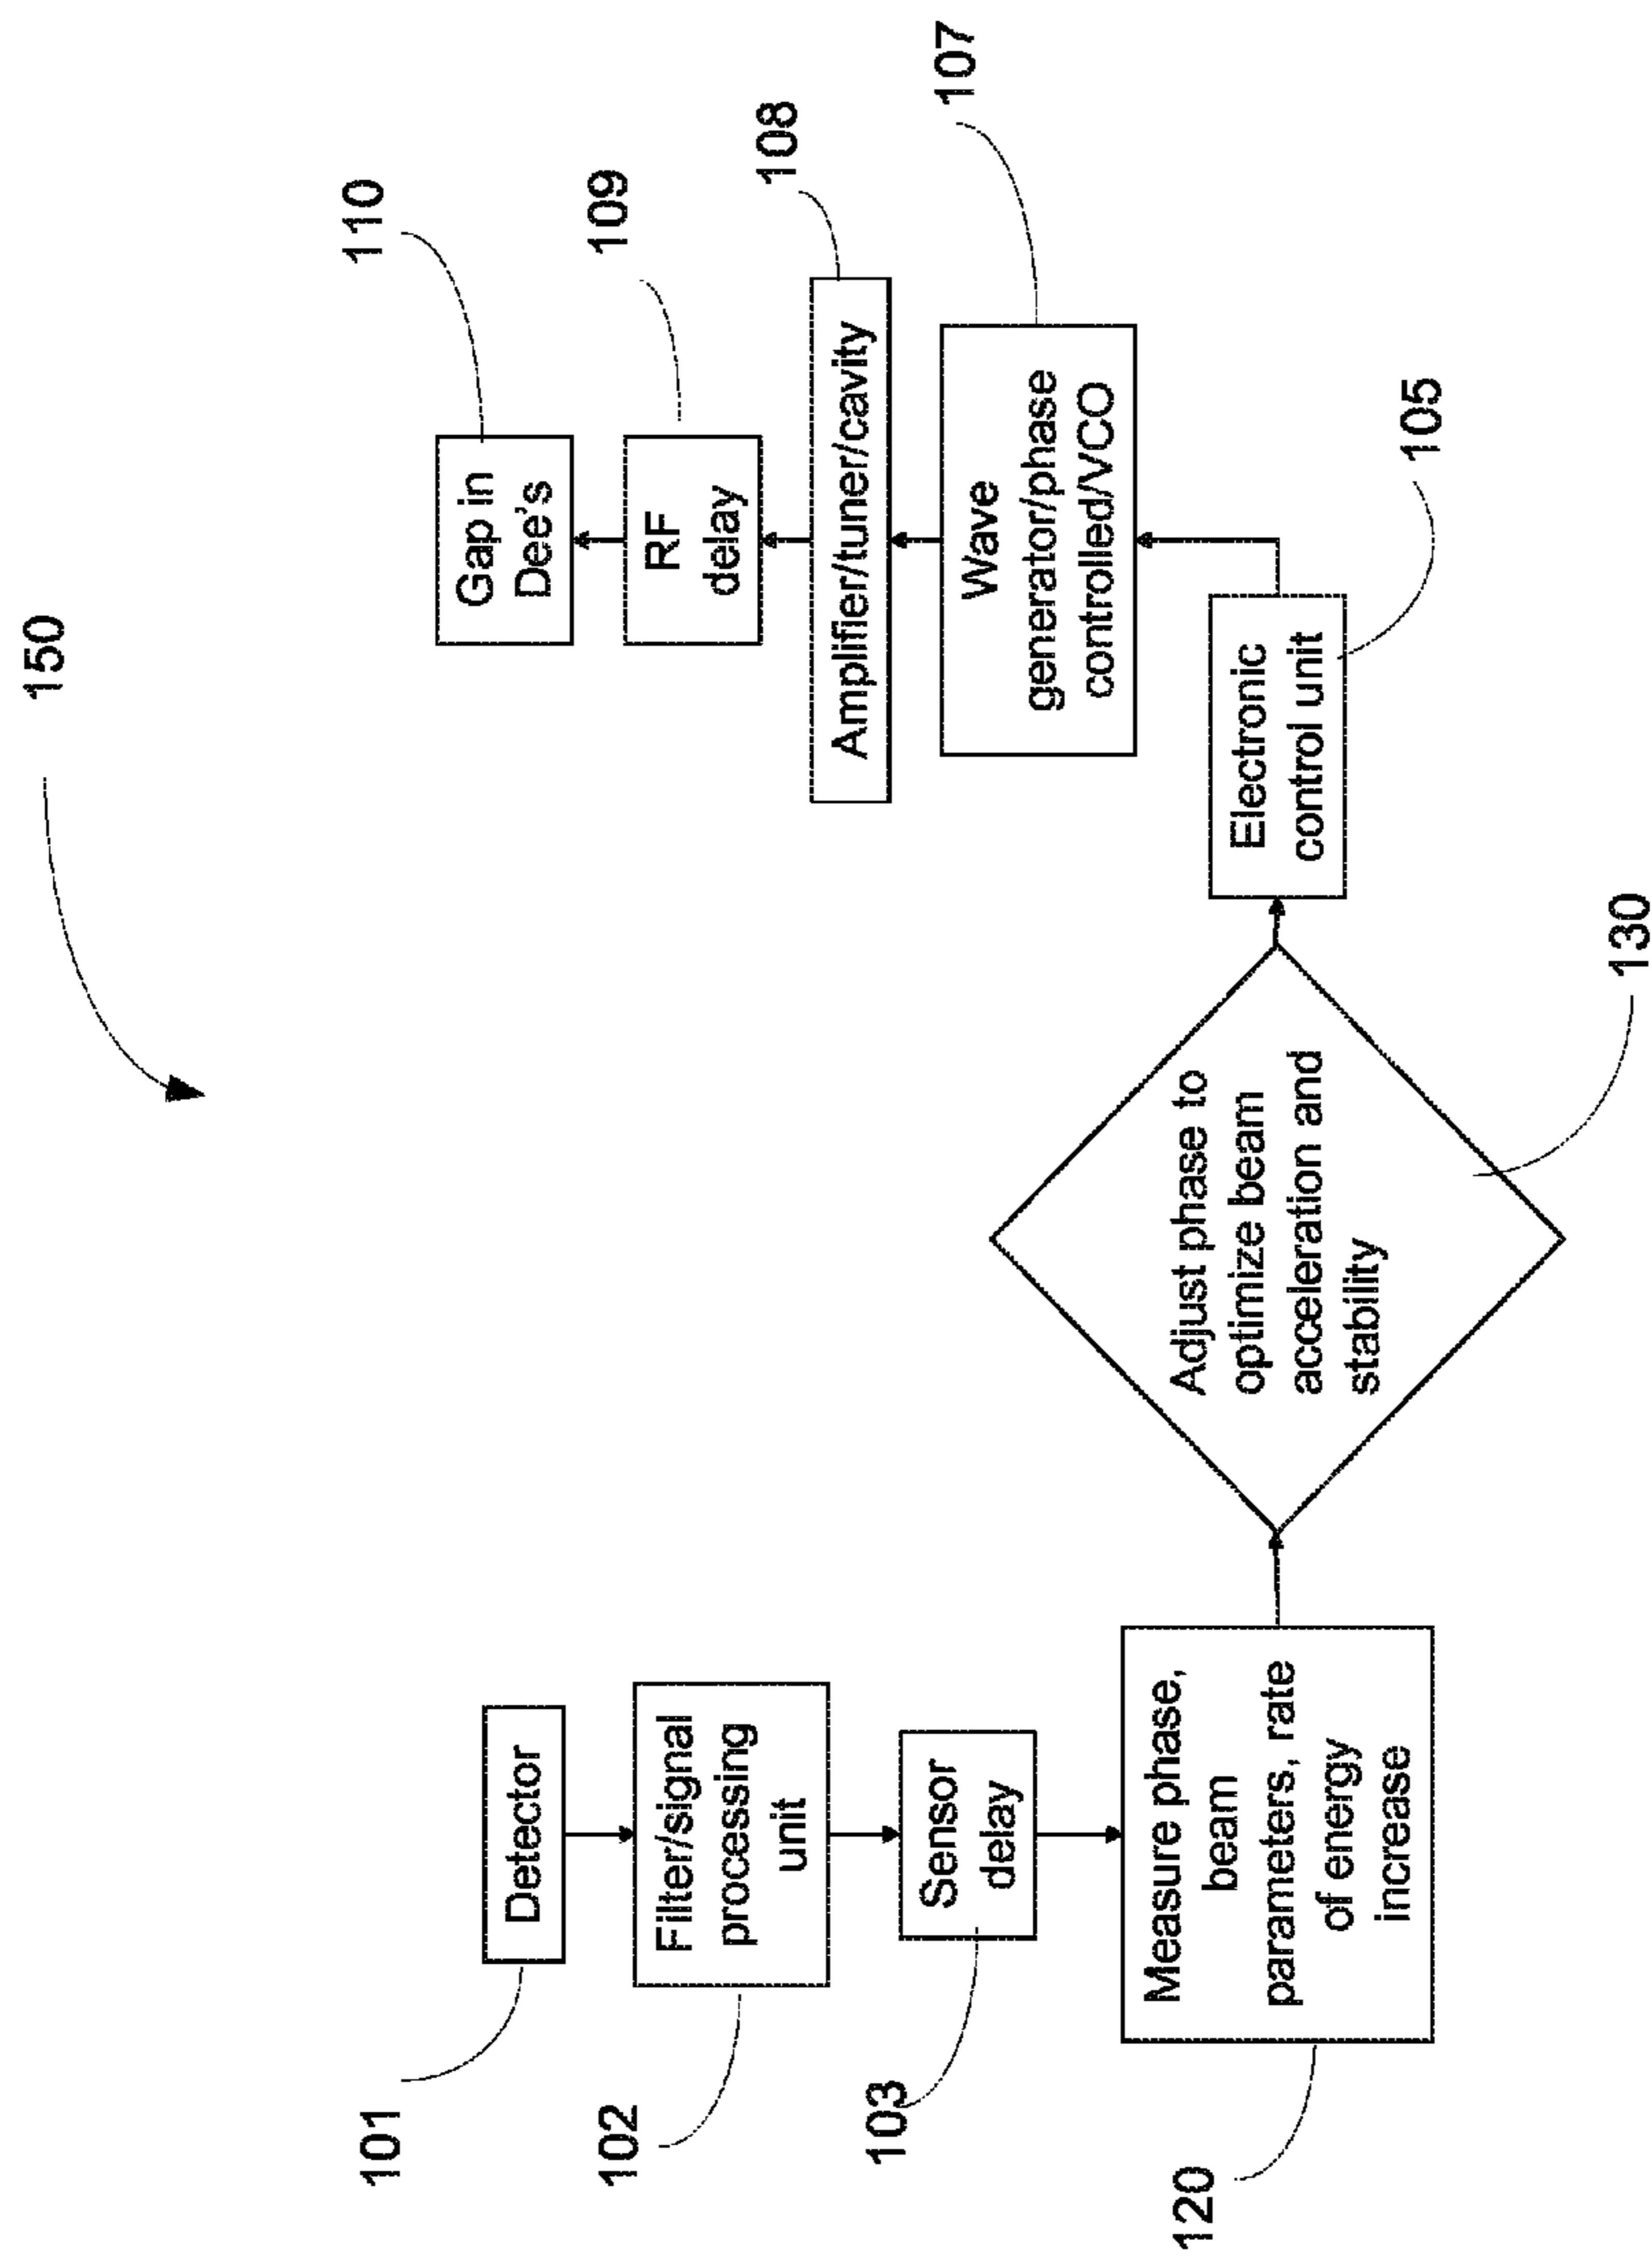 150
101
Detector
102
Filter/signal
processing
unit
103
Sensor
delay
120
Measure phase,
beam
parameters, rate
of energy
increase
Adjust phase to
optimize beam
acceleration and
stability
130
Electronic
control unit
105
Wave
generator/phase
controlled/VCO
107
Amplifier/tuner/cavity
108
RF
delay
109
Gap in
Dee's
110